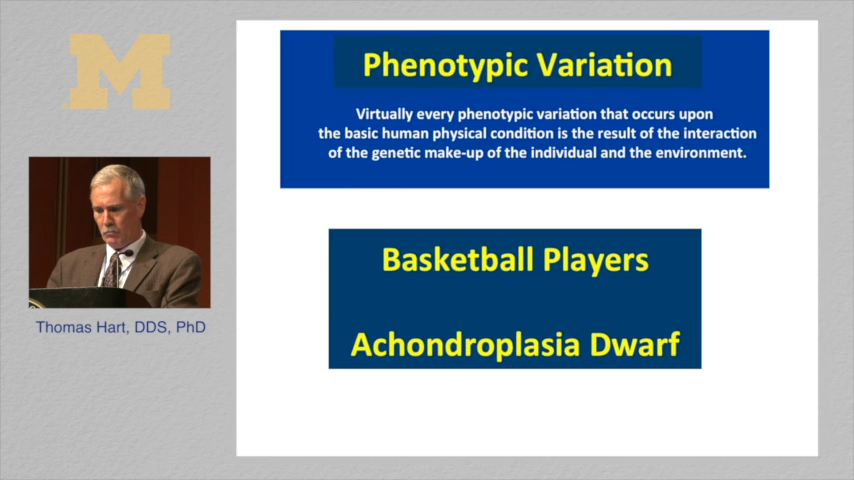 M
Phenotypic Variation
Virtually every phenotypic variation that occurs upon
the basic human physical condition is the result of the interaction
of the genetic make-up of the individual and the environment.
Basketball Players
Achondroplasia Dwarf
Thomas Hart, DDS, PhD